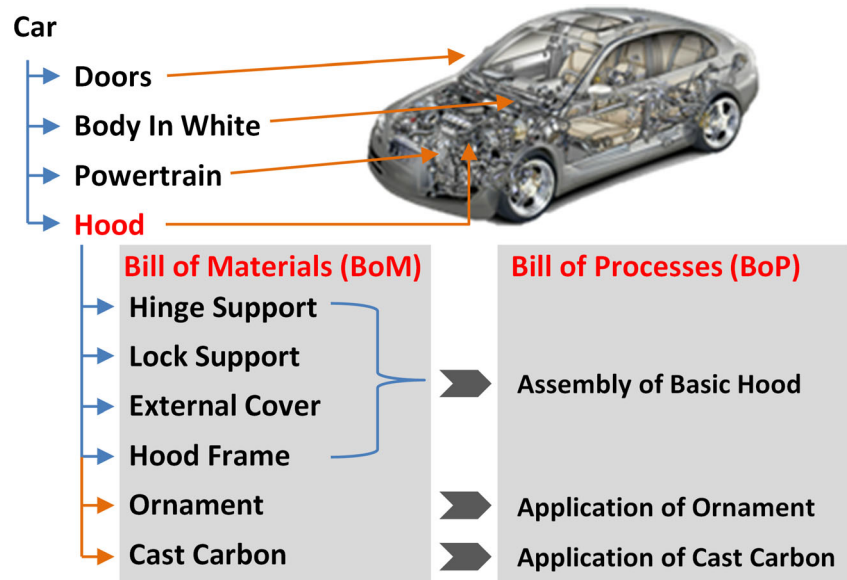 Car
Doors
Body In White
Powertrain
Hood
Bill of Materials (BoM)
Bill of Processes (BoP)
Hinge Support
Lock Support
External Cover
Assembly of Basic Hood
Hood Frame
Ornament
Application of Ornament
Cast Carbon
Application of Cast Carbon